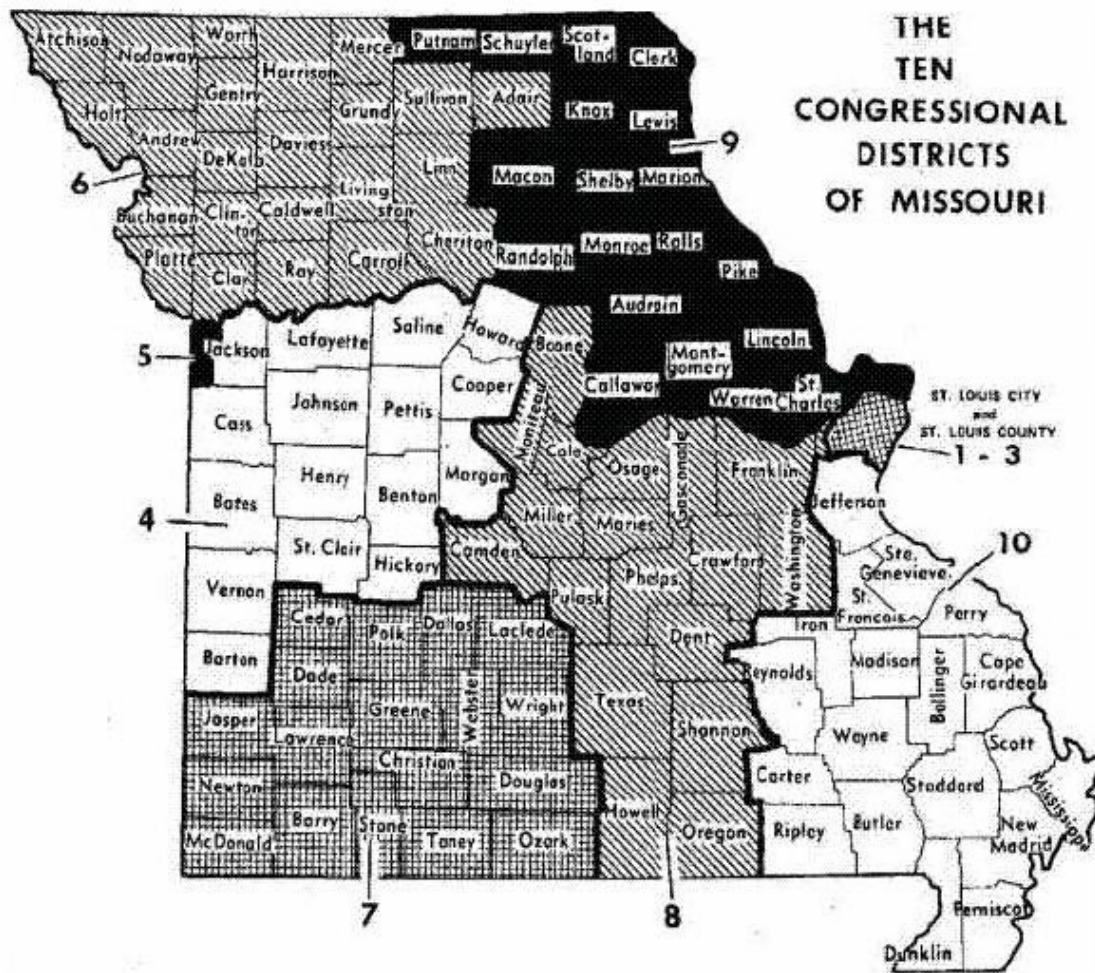 THE
TEN
CONGRESSIONAL
DISTRICTS
OF MISSOURI
Atchison
Nodaway
Worth
Harrison
Mercer
Putnam
Schuyler
Scot-
land
Clerk
Holt
Andrew
Gentry
DeKalb
Daviess
Grundy
Sullivan
Adair
Knox
Lewis
9
6
Buchanan
Clin-
ton
Caldwell
Living
ston
Linn
Macon
Shelby
Marion
Platte
Clay
Ray
Carroll
Cheriton
Randolph
Monroe
Ralls
Pike
Audrain
Lincoln
5
Jackson
Lafayette
Saline
Howard
Boone
Callaway
Mont-
gomery
Warren
St.
Charles
ST. LOUIS CITY
and
ST. LOUIS COUNTY
1 - 3
Cass
Johnson
Pettis
Cooper
Moniteau
Cole
Osage
Gasconade
Franklin
Jefferson
4
Bates
Henry
Benton
Morgan
Miller
Maries
Washington
Vernon
St. Clair
Hickory
Camden
Pulask
Phelps
Crawford
Ste.
Genevieve
St.
Francois
10
Perry
Barton
Cedar
Polk
Dallas
Laclede
Dent
Iron
Reynolds
Madison
Bollinger
Cape
Girardeau
Jasper
Dade
Greene
Webster
Wright
Texas
Shannon
Wayne
Scott
Lawrence
Christian
Douglas
Carter
Stoddard
Mississippi
Newton
Barry
Stone
Taney
Ozark
Howell
Oregon
Ripley
Butler
New
Madrid
McDonald
7
8
Pemiscot
Dunklin